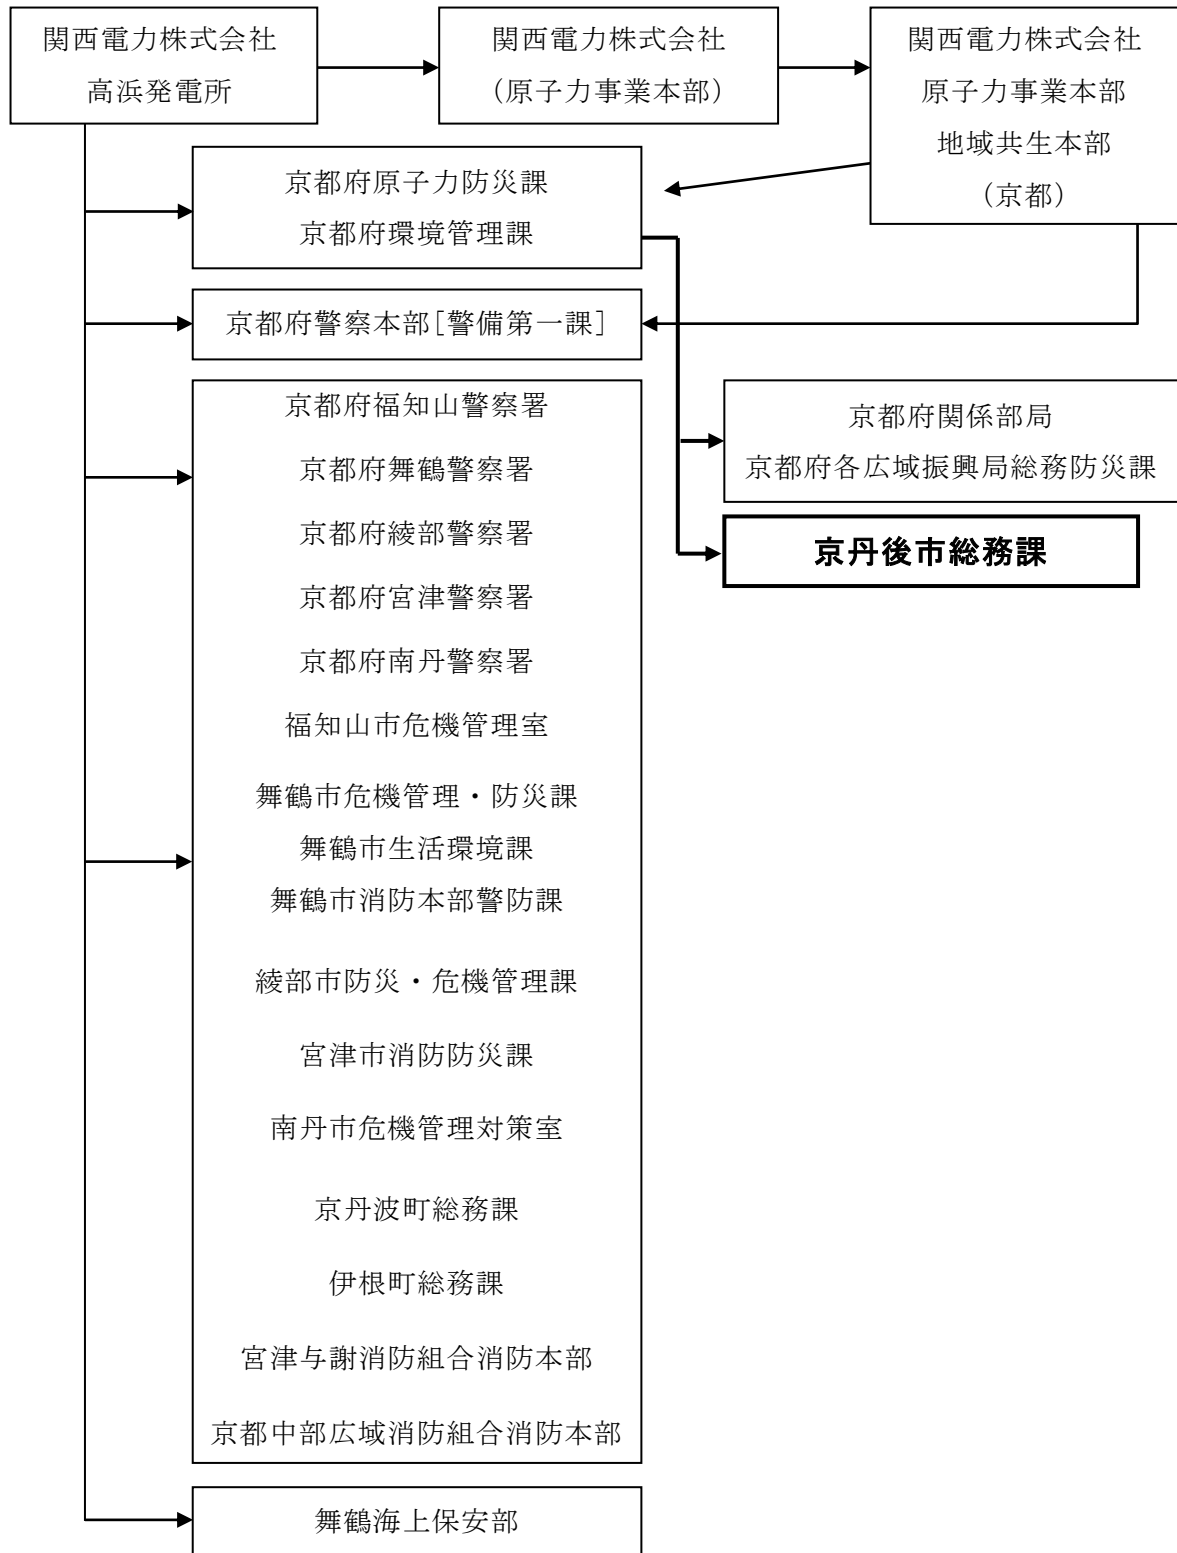 関西電力株式会社
高浜発電所
関西電力株式会社
（原子力事業本部）
関西電力株式会社
原子力事業本部
地域共生本部
（京都）
京都府原子力防災課
京都府環境管理課
京都府警察本部［警備第一課］
京都府関係部局
京都府各広域振興局総務防災課
京丹後市総務課
京都府福知山警察署
京都府舞鶴警察署
京都府綾部警察署
京都府宮津警察署
京都府南丹警察署
福知山市危機管理室
舞鶴市危機管理・防災課
舞鶴市生活環境課
舞鶴市消防本部警防課
綾部市防災・危機管理課
宮津市消防防災課
南丹市危機管理対策室
京丹波町総務課
伊根町総務課
宮津与謝消防組合消防本部
京都中部広域消防組合消防本部
舞鶴海上保安部